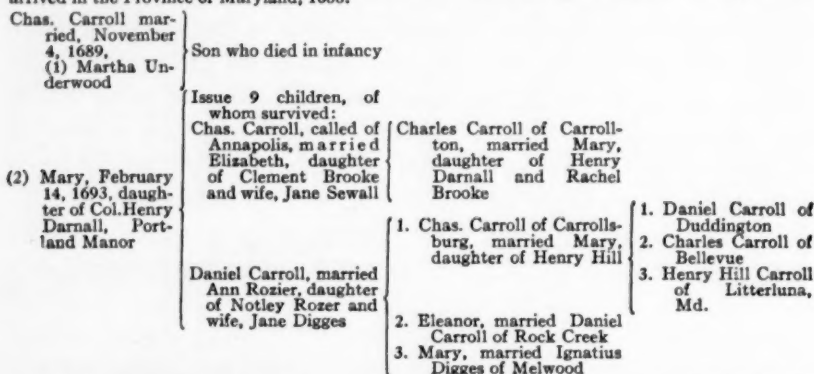 arrived in the Province of Maryland, 1688.
Chas. Carroll mar-
ried, November
4, 1689,
(1) Martha Un-
derwood
Son who died in infancy
(2) Mary, February
14, 1693, daugh-
ter of Col.Henry
Darnall, Port-
land Manor
Issue 9 children, of
whom survived:
Chas. Carroll, called of
Annapolis, married
Elizabeth, daughter
of Clement Brooke
and wife, Jane Sewall
Charles Carroll of Carroll-
ton, married Mary,
daughter of Henry
Darnall and Rachel
Brooke
Daniel Carroll, married
Ann Rozier, daughter
of Notley Rozer and
wife, Jane Digges
1. Chas. Carroll of Carrolls-
burg, married Mary,
daughter of Henry Hill
1. Daniel Carroll of
Duddington
2. Charles Carroll of
Bellevue
3. Henry Hill Carroll
of Litterluna,
Md.
2. Eleanor, married Daniel
Carroll of Rock Creek
3. Mary, married Ignatius
Digges of Melwood